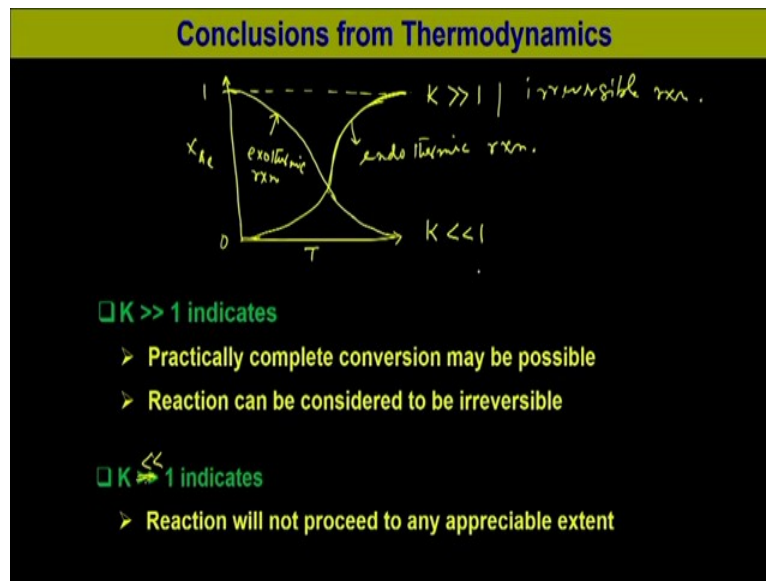 Conclusions from Thermodynamics
1
K >> 1 | irreversible rxn.
X_Ae
exothermic
rxn
endothermic rxn.
0
T
K << 1
❑ K >> 1 indicates
➢ Practically complete conversion may be possible
➢ Reaction can be considered to be irreversible
<<
❑ K 1 indicates
➢ Reaction will not proceed to any appreciable extent